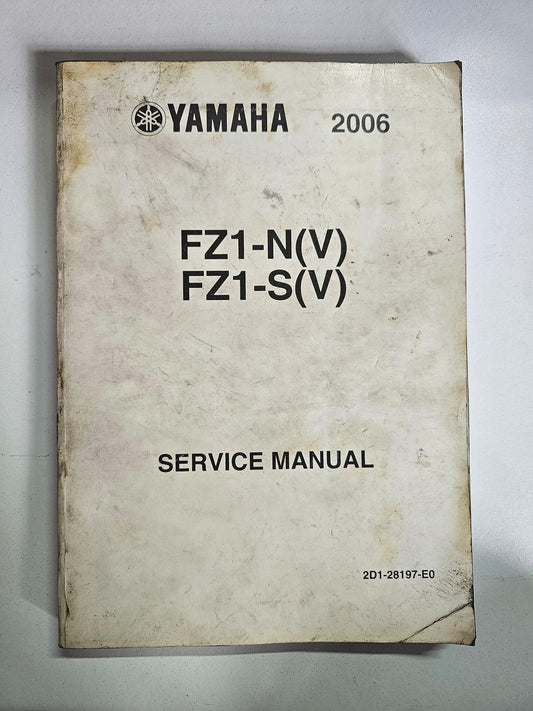 YAMAHA 2006
FZ1-N(V)
FZ1-S(V)
SERVICE MANUAL
2D1-28197-E0